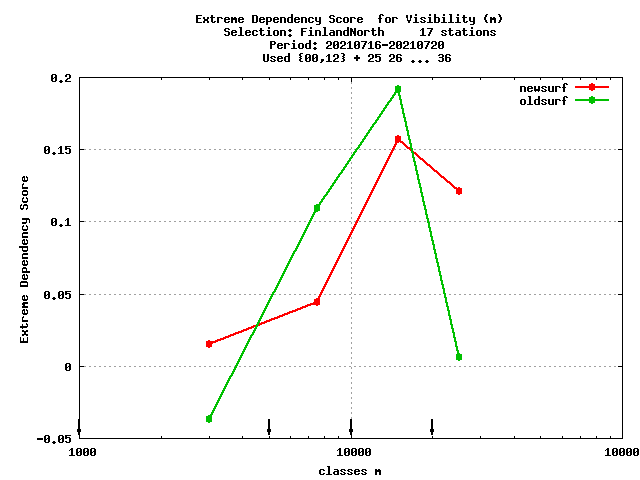 Extreme Dependency Score  for Visibility (m)
Selection: FinlandNorth     17 stations
Period: 20210716-20210720
Used {00,12} + 25 26 ... 36
newsurf
oldsurf
0.2
0.15
0.1
0.05
0
-0.05
Extreme Dependency Score
1000
10000
10000
classes m